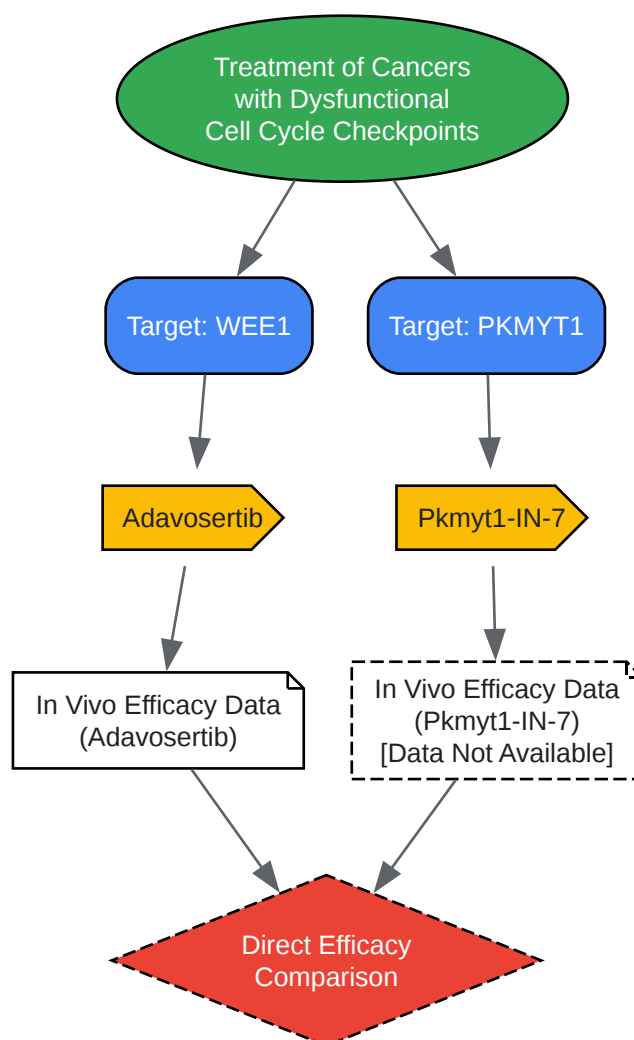 Treatment of Cancers
with Dysfunctional
Cell Cycle Checkpoints
Target: WEE1
Target: PKMYT1
Adavosertib
Pkmyt1-IN-7
In Vivo Efficacy Data
(Adavosertib)
In Vivo Efficacy Data
(Pkmyt1-IN-7)
[Data Not Available]
Direct Efficacy
Comparison